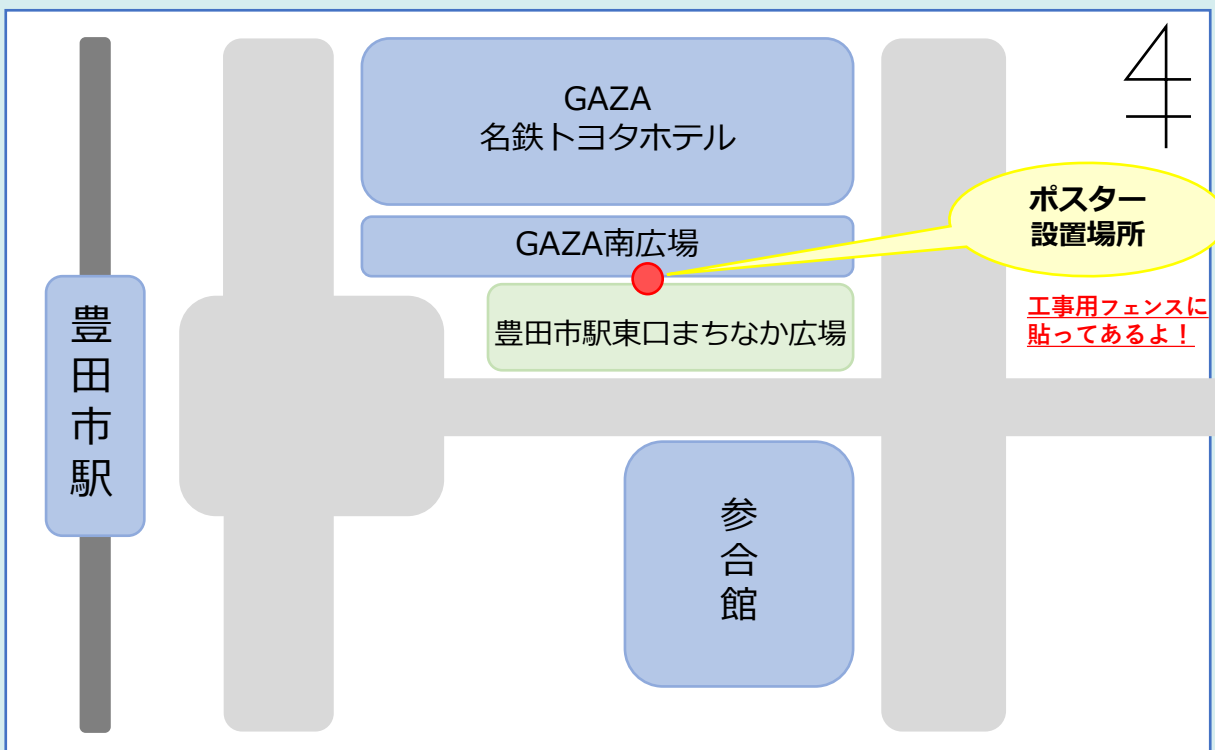 GAZA
名鉄トヨタホテル
GAZA南広場
ポスター
設置場所
工事用フェンスに
貼ってあるよ！
豊田市駅東口まちなか広場
豊田市駅
参合館